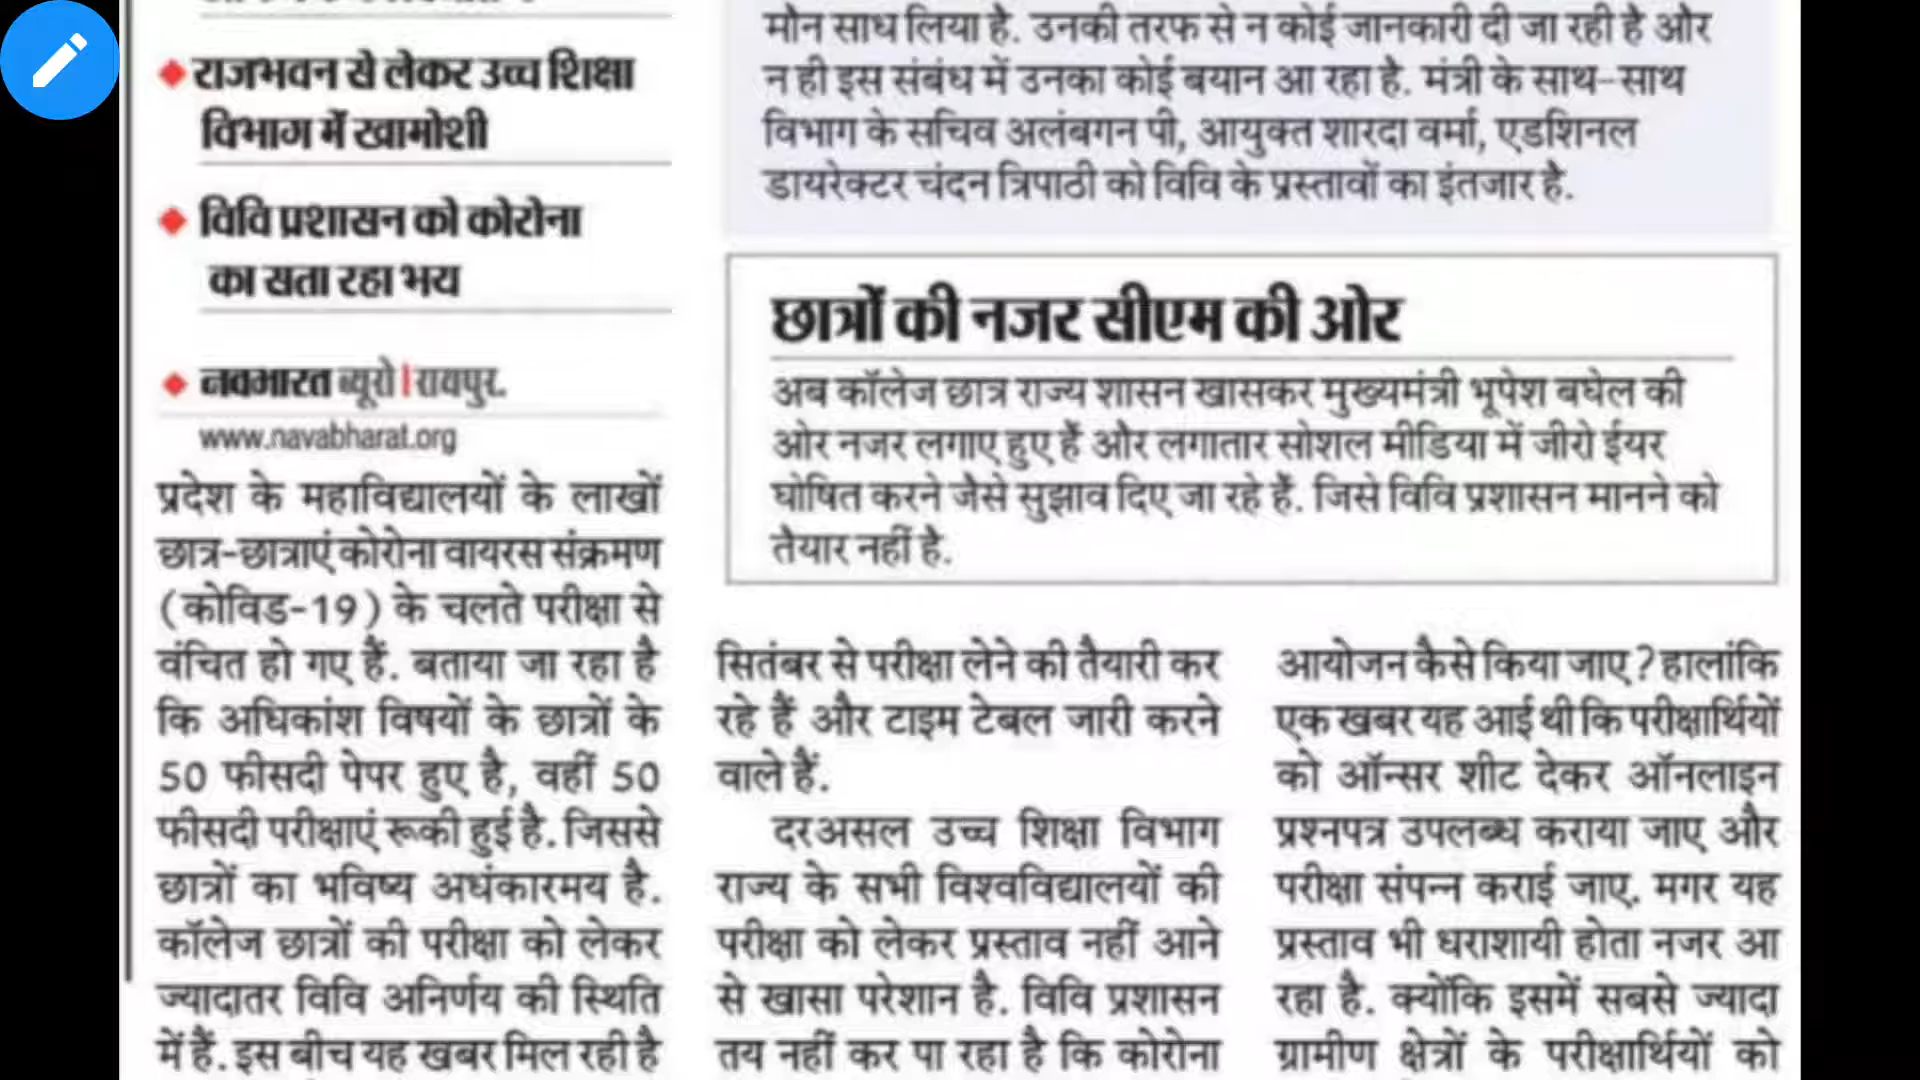 राजभवन से लेकर उच्च शिक्षा
विभाग में खामोशी
विवि प्रशासन को कोरोना
का सता रहा भय
नवभारत ब्यूरो|रायपुर.
www.navabharat.org
प्रदेश के महाविद्यालयों के लाखों
छात्र-छात्राएं कोरोना वायरस संक्रमण
(कोविड-19) के चलते परीक्षा से
वंचित हो गए हैं. बताया जा रहा है
कि अधिकांश विषयों के छात्रों के
50 फीसदी पेपर हुए है, वहीं 50
फीसदी परीक्षाएं रूकी हुई है. जिससे
छात्रों का भविष्य अधंकारमय है.
कॉलेज छात्रों की परीक्षा को लेकर
ज्यादातर विवि अनिर्णय की स्थिति
में हैं. इस बीच यह खबर मिल रही है
मौन साध लिया है. उनकी तरफ से न कोई जानकारी दी जा रही है और
न ही इस संबंध में उनका कोई बयान आ रहा है. मंत्री के साथ-साथ
विभाग के सचिव अलंबगन पी, आयुक्त शारदा वर्मा, एडशिनल
डायरेक्टर चंदन त्रिपाठी को विवि के प्रस्तावों का इंतजार है.
छात्रों की नजर सीएम की ओर
अब कॉलेज छात्र राज्य शासन खासकर मुख्यमंत्री भूपेश बघेल की
ओर नजर लगाए हुए हैं और लगातार सोशल मीडिया में जीरो ईयर
घोषित करने जैसे सुझाव दिए जा रहे हैं. जिसे विवि प्रशासन मानने को
तैयार नहीं है.
सितंबर से परीक्षा लेने की तैयारी कर
रहे हैं और टाइम टेबल जारी करने
वाले हैं.
दरअसल उच्च शिक्षा विभाग
राज्य के सभी विश्वविद्यालयों की
परीक्षा को लेकर प्रस्ताव नहीं आने
से खासा परेशान है. विवि प्रशासन
तय नहीं कर पा रहा है कि कोरोना
आयोजन कैसे किया जाए? हालांकि
एक खबर यह आई थी कि परीक्षार्थियों
को ऑन्सर शीट देकर ऑनलाइन
प्रश्नपत्र उपलब्ध कराया जाए और
परीक्षा संपन्न कराई जाए. मगर यह
प्रस्ताव भी धराशायी होता नजर आ
रहा है. क्योंकि इसमें सबसे ज्यादा
ग्रामीण क्षेत्रों के परीक्षार्थियों को